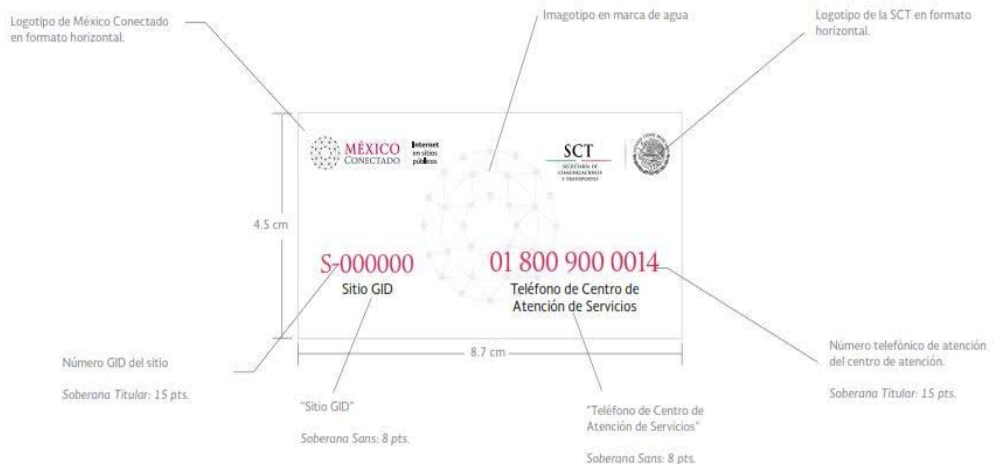 Logotipo de México Conectado
en formato horizontal.
Imagotipo en marca de agua
Logotipo de la SCT en formato
horizontal.
MÉXICO
CONECTADO
Internet
en sitios
públicos
SCT
SECRETARÍA DE
COMUNICACIONES
Y TRANSPORTES
4.5 cm
S-000000
Sitio GID
01 800 900 0014
Teléfono de Centro de
Atención de Servicios
8.7 cm
Número GID del sitio
Soberana Titular: 15 pts.
"Sitio GID"
Soberana Sans: 8 pts.
"Teléfono de Centro de
Atención de Servicios"
Soberana Sans: 8 pts.
Número telefónico de atención
del centro de atención.
Soberana Titular: 15 pts.